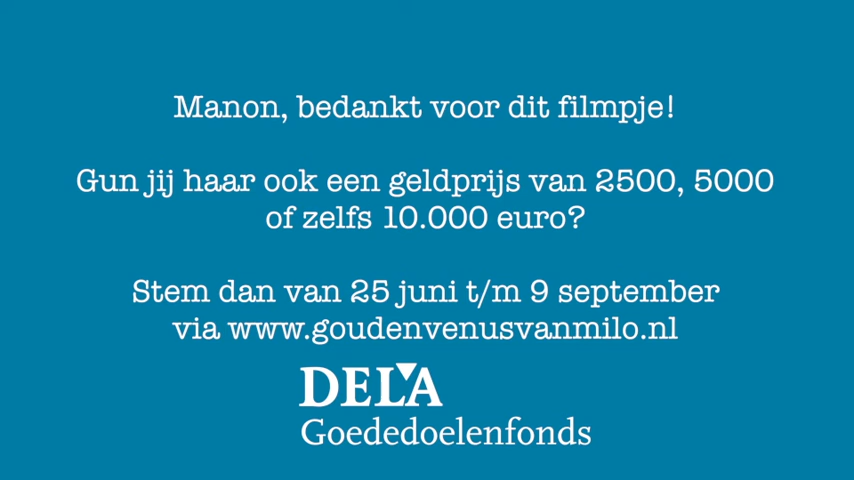 Manon, bedankt voor dit filmpje!
Gun jij haar ook een geldprijs van 2500, 5000
of zelfs 10.000 euro?
Stem dan van 25 juni t/m 9 september
via www.goudenvenusvanmilo.nl
DELA
Goededoelenfonds